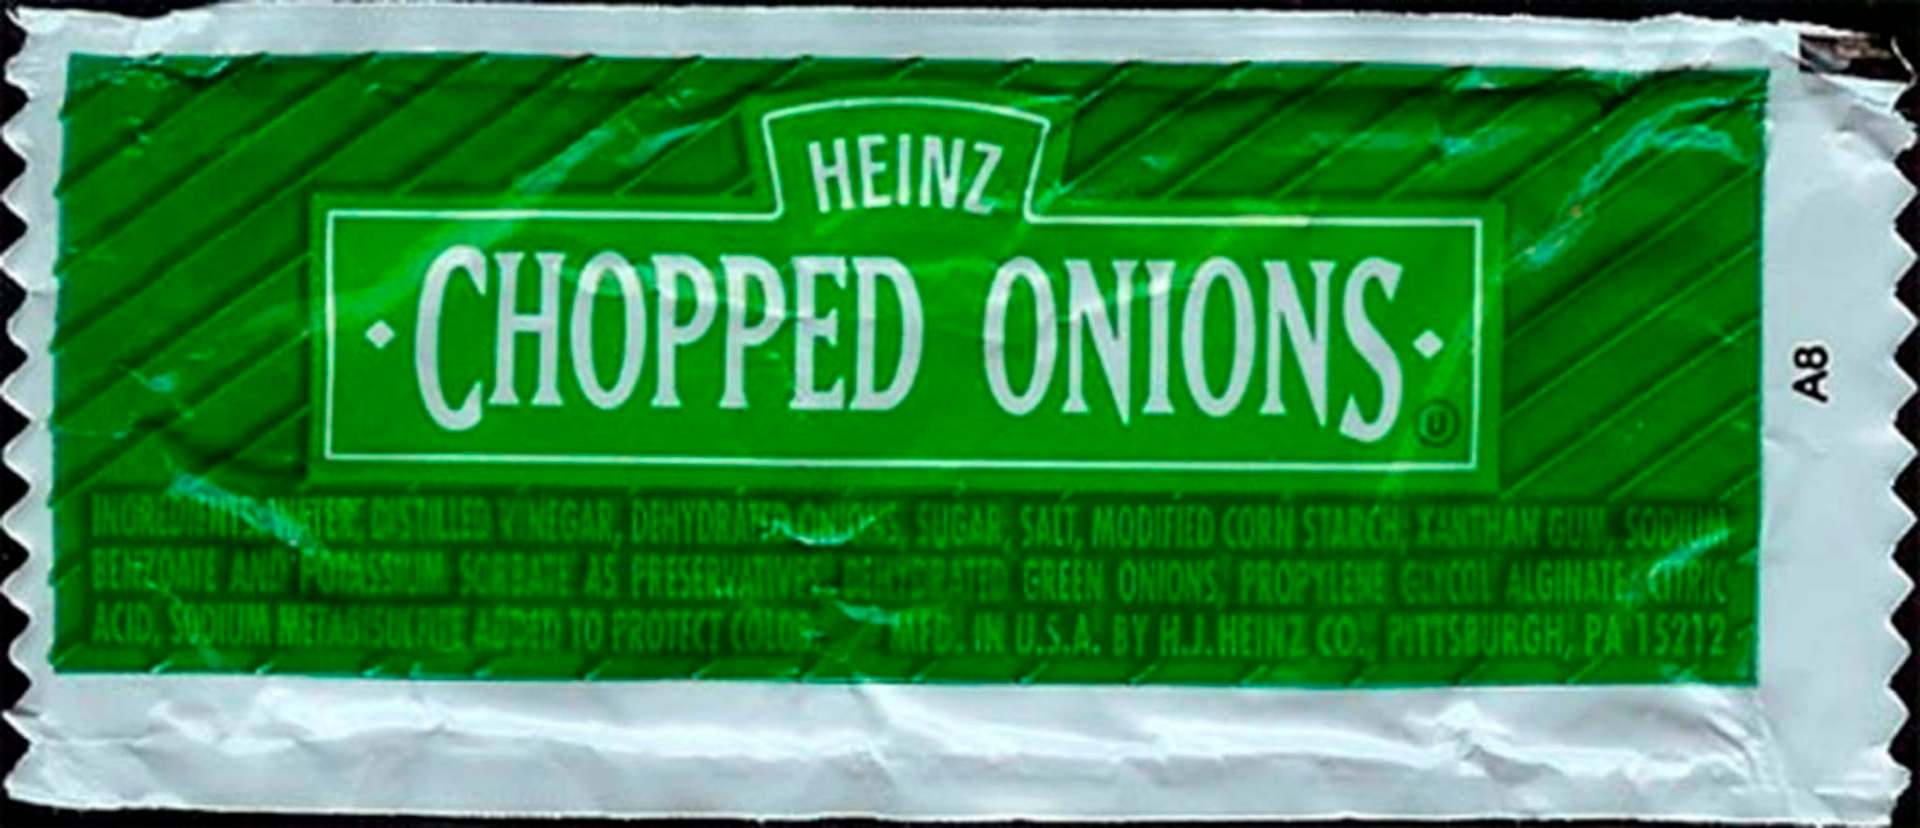 HEINZ
CHOPPED ONIONS
U
INGREDIENTS: WATER, DISTILLED VINEGAR, DEHYDRATED ONIONS, SUGAR, SALT, MODIFIED CORN STARCH, XANTHAN GUM, SODIUM
BENZOATE AND POTASSIUM SORBATE AS PRESERVATIVES, DEHYDRATED GREEN ONIONS, PROPYLENE GLYCOL ALGINATE, CITRIC
ACID, SODIUM METABISULFITE ADDED TO PROTECT COLOR. MFD. IN U.S.A. BY H.J. HEINZ CO., PITTSBURGH, PA 15212
A8